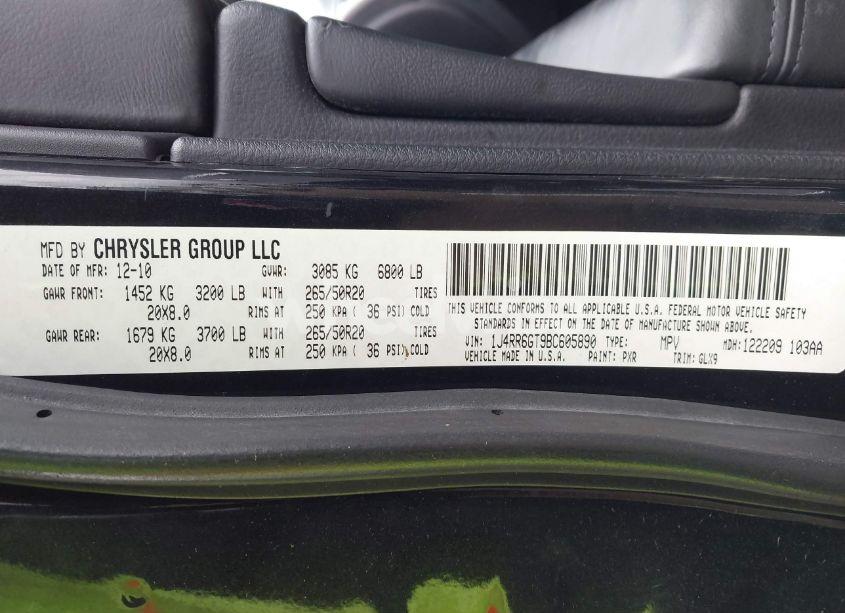 MFD BY CHRYSLER GROUP LLC
DATE OF MFR: 12-10 GVWR: 3085 KG 6800 LB
GAWR FRONT: 1452 KG 3200 LB WITH 265/50R20 TIRES
20X8.0 RIMS AT 250 KPA ( 36 PSI) COLD
GAWR REAR: 1679 KG 3700 LB WITH 265/50R20 TIRES
20X8.0 RIMS AT 250 KPA ( 36 PSI) COLD
THIS VEHICLE CONFORMS TO ALL APPLICABLE U.S.A. FEDERAL MOTOR VEHICLE SAFETY
STANDARDS IN EFFECT ON THE DATE OF MANUFACTURE SHOWN ABOVE.
VIN: 1J4RR6GT9BC605890 TYPE: MPV MDH: 122209 103AA
VEHICLE MADE IN U.S.A. PAINT: PXR TRIM: GLX9